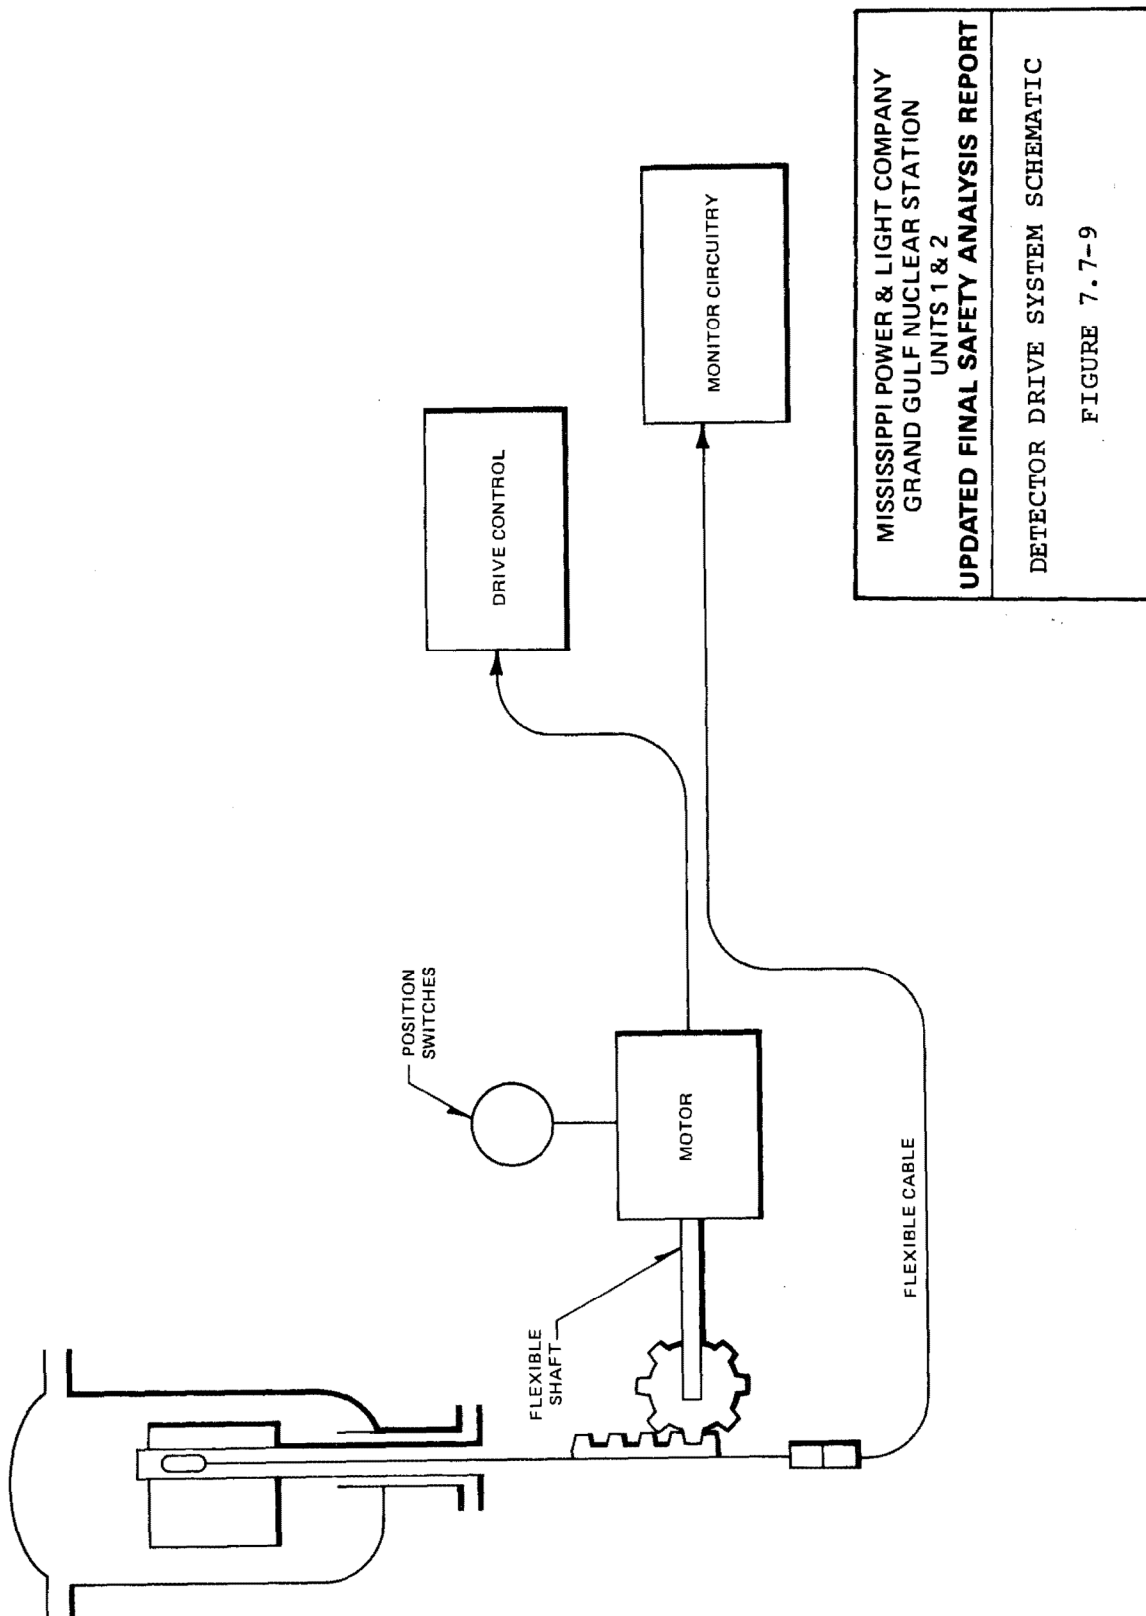 POSITION
SWITCHES
DRIVE CONTROL
FLEXIBLE
SHAFT
MOTOR
MONITOR CIRCUITRY
FLEXIBLE CABLE
MISSISSIPPI POWER & LIGHT COMPANY
GRAND GULF NUCLEAR STATION
UNITS 1 & 2
UPDATED FINAL SAFETY ANALYSIS REPORT
DETECTOR DRIVE SYSTEM SCHEMATIC
FIGURE 7.7-9